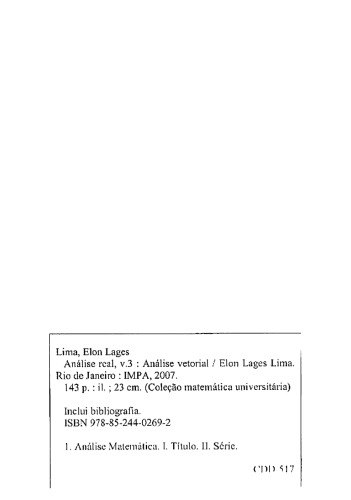 Lima, Elon Lages
Análise real, v.3 : Análise vetorial / Elon Lages Lima.
Rio de Janeiro : IMPA, 2007.
143 p. : il. ; 23 cm. (Coleção matemática universitária)
Inclui bibliografia.
ISBN 978-85-244-0269-2
1. Análise Matemática. I. Título. II. Série.
CDD 517